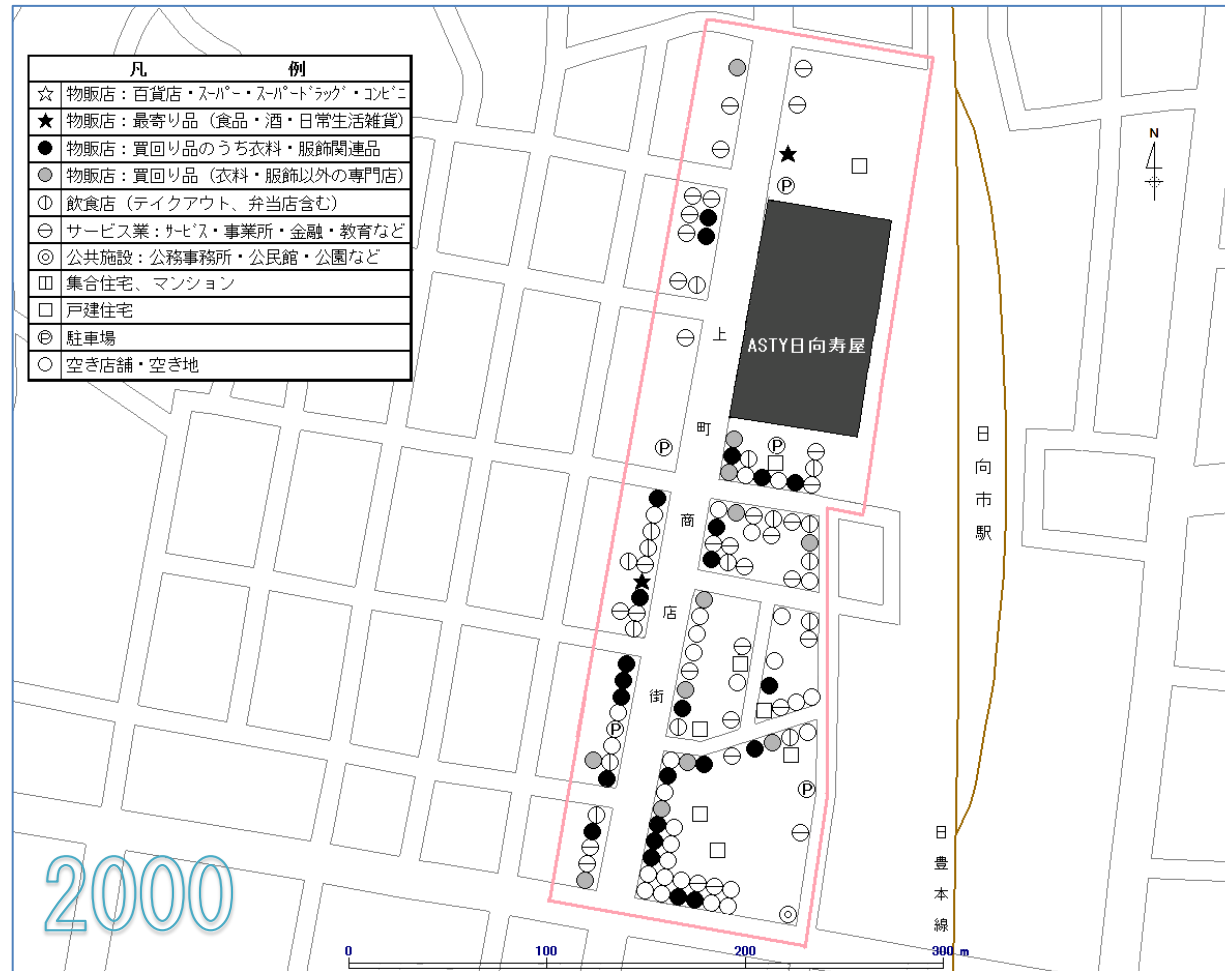 凡　例
☆ 物販店：百貨店・スーパー・スーパードラッグ・コンビニ
★ 物販店：最寄り品（食品・酒・日常生活雑貨）
● 物販店：買回り品のうち衣料・服飾関連品
物販店：買回り品（衣料・服飾以外の専門店）
飲食店（テイクアウト、弁当店含む）
サービス業：サービス・事業所・金融・教育など
◎ 公共施設：公務事務所・公民館・公園など
集合住宅、マンション
□ 戸建住宅
Ⓟ 駐車場
○ 空き店舗・空き地
N
Ⓟ
ASTY日向寿屋
上町商店街
Ⓟ
Ⓟ
Ⓟ
Ⓟ
日向市駅
日豊本線
2000
0 100 200 300 m